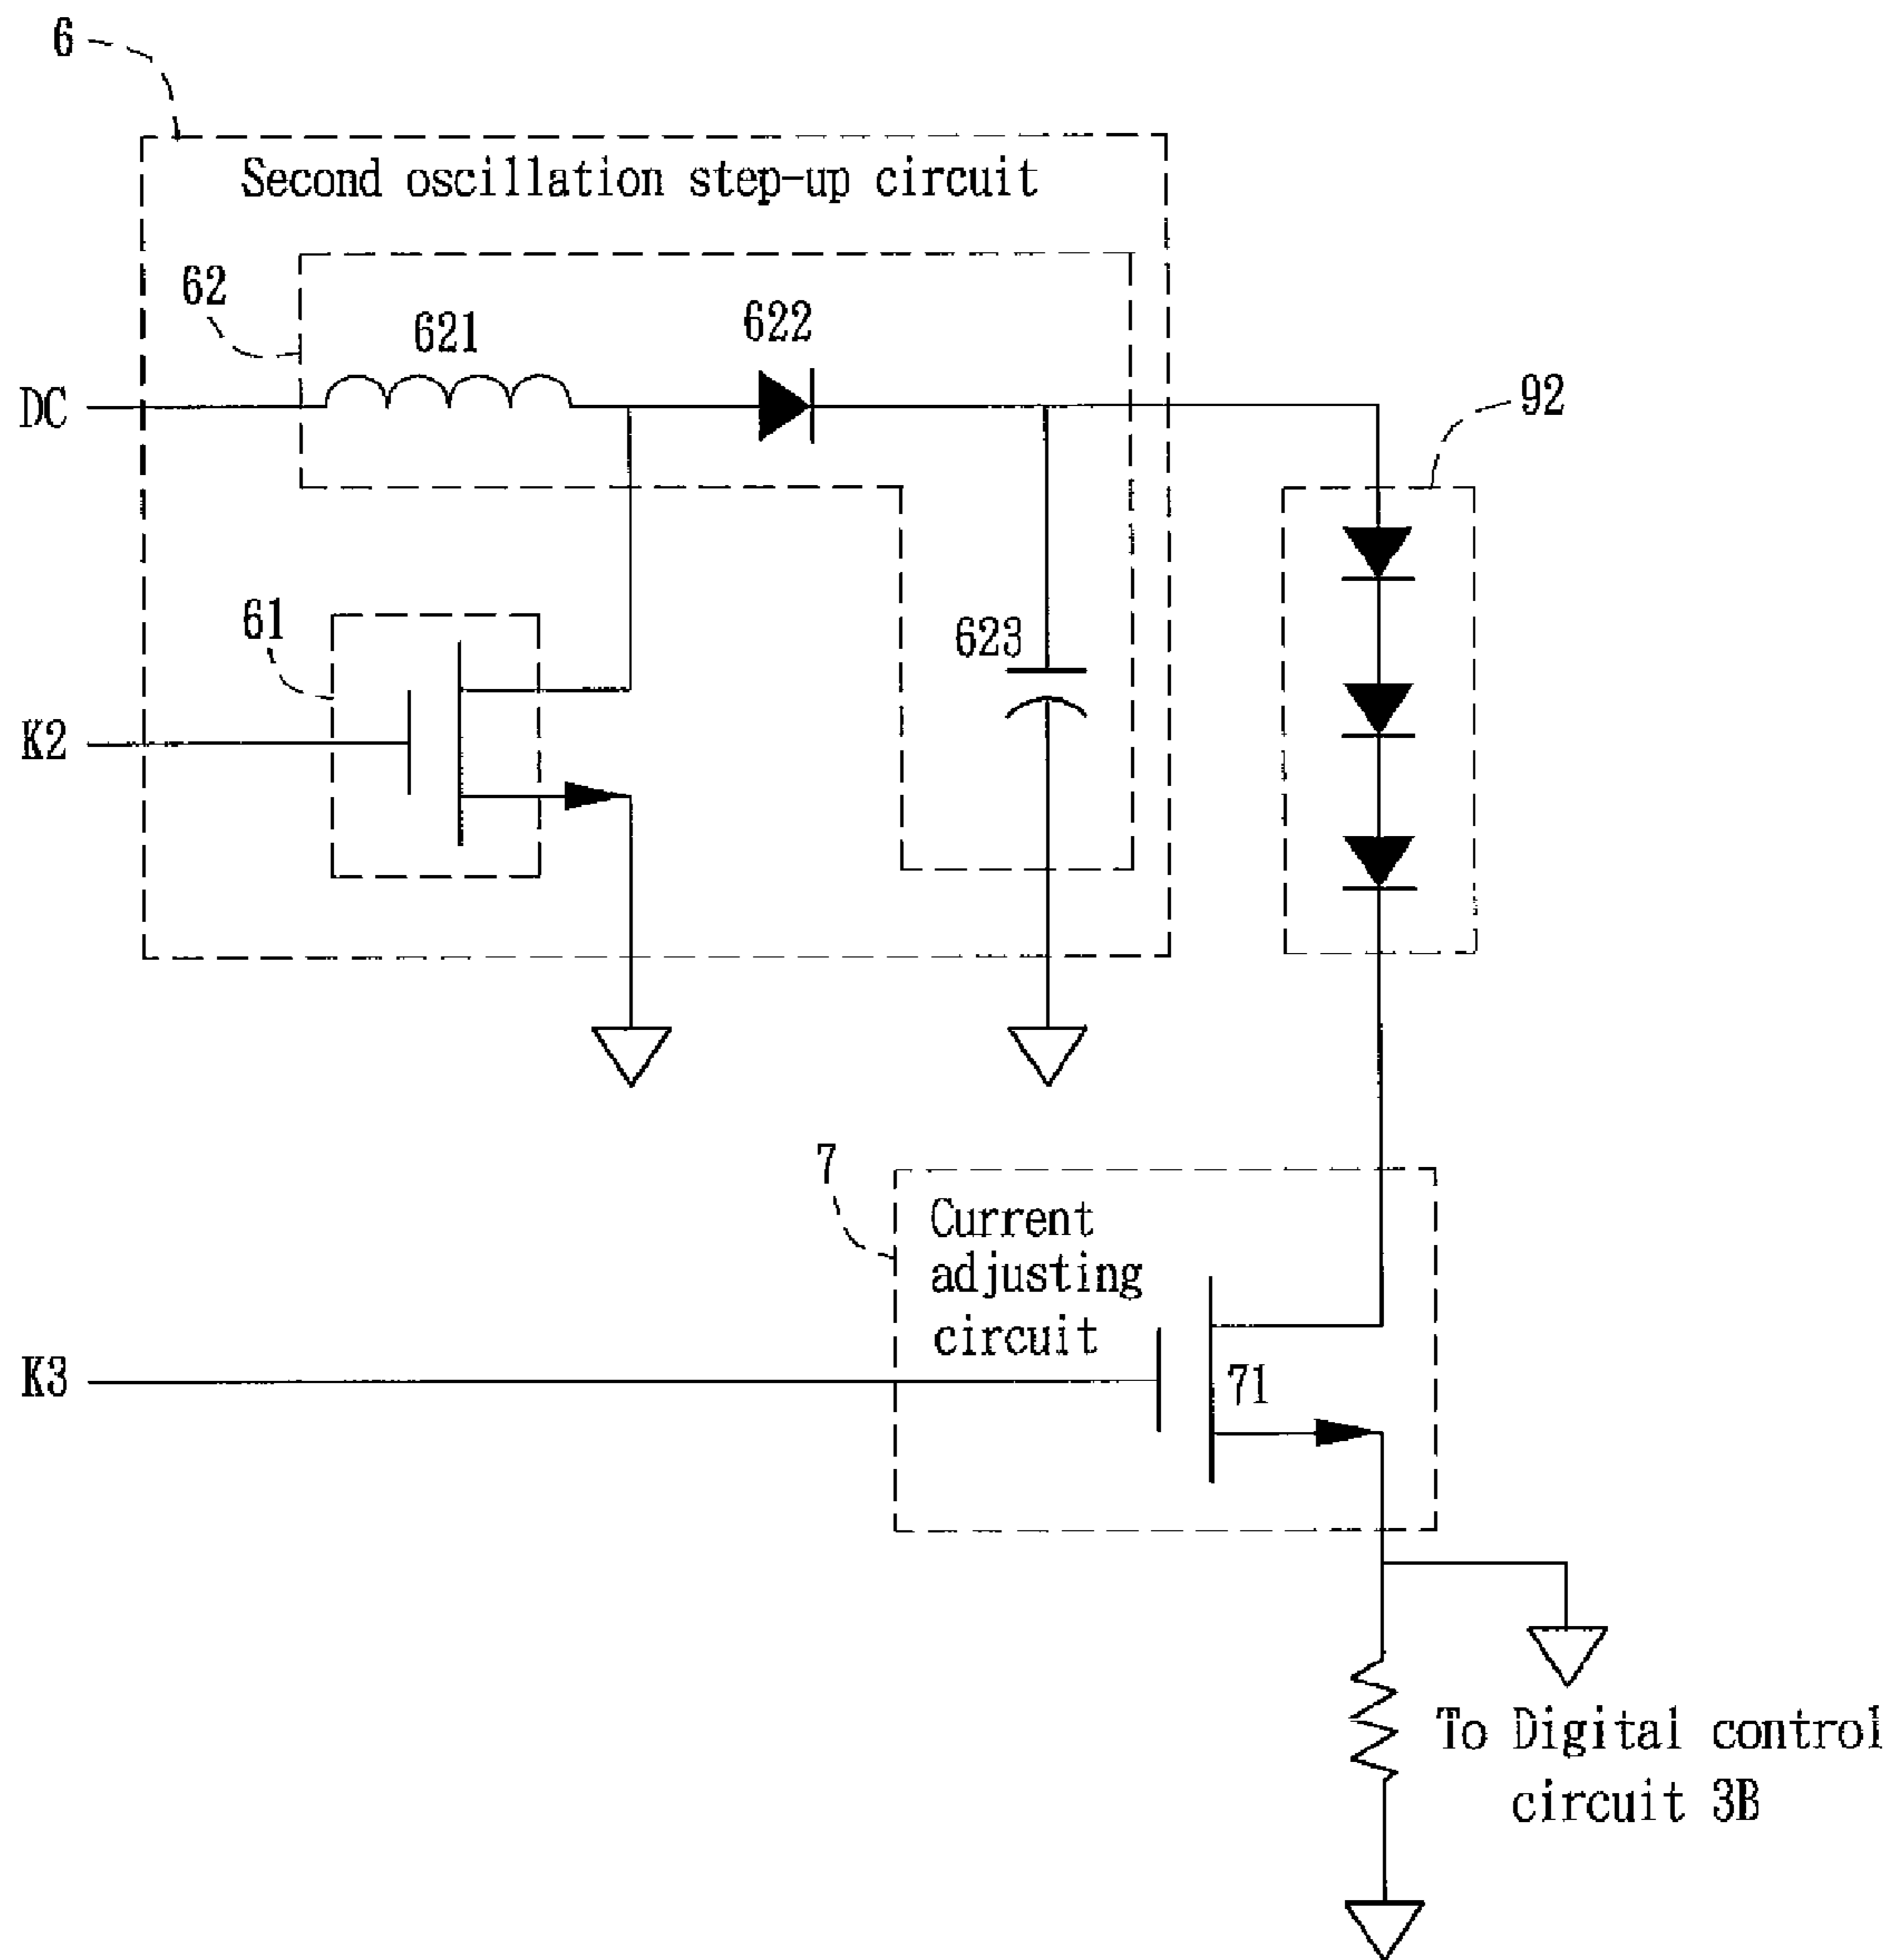 6
Second oscillation step-up circuit
62
621
622
DC
92
61
623
K2
7
Current
adjusting
circuit
K3
71
To Digital control
circuit 3B